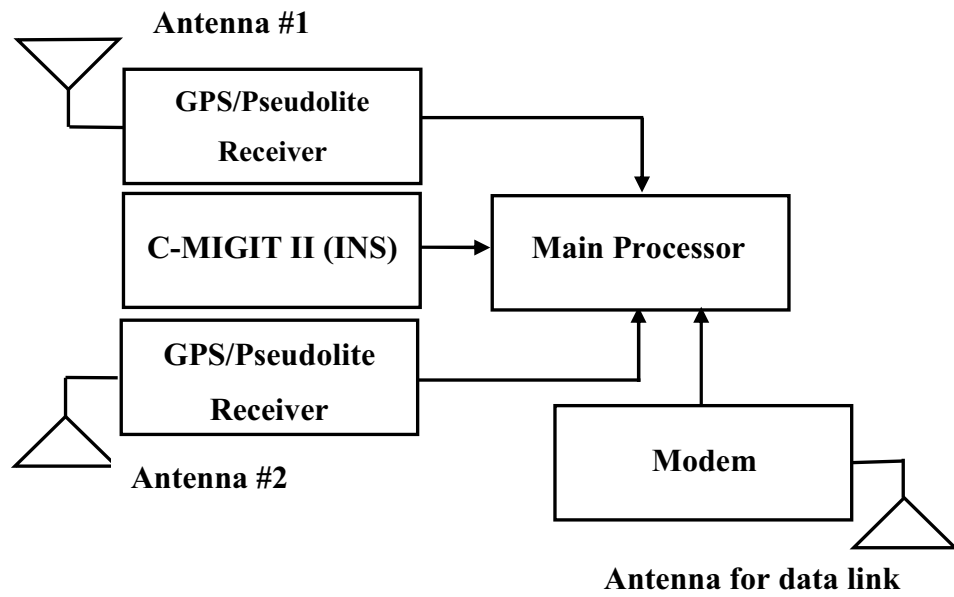 Antenna #1
GPS/Pseudolite
Receiver
C-MIGIT II (INS)
Main Processor
GPS/Pseudolite
Receiver
Antenna #2
Modem
Antenna for data link